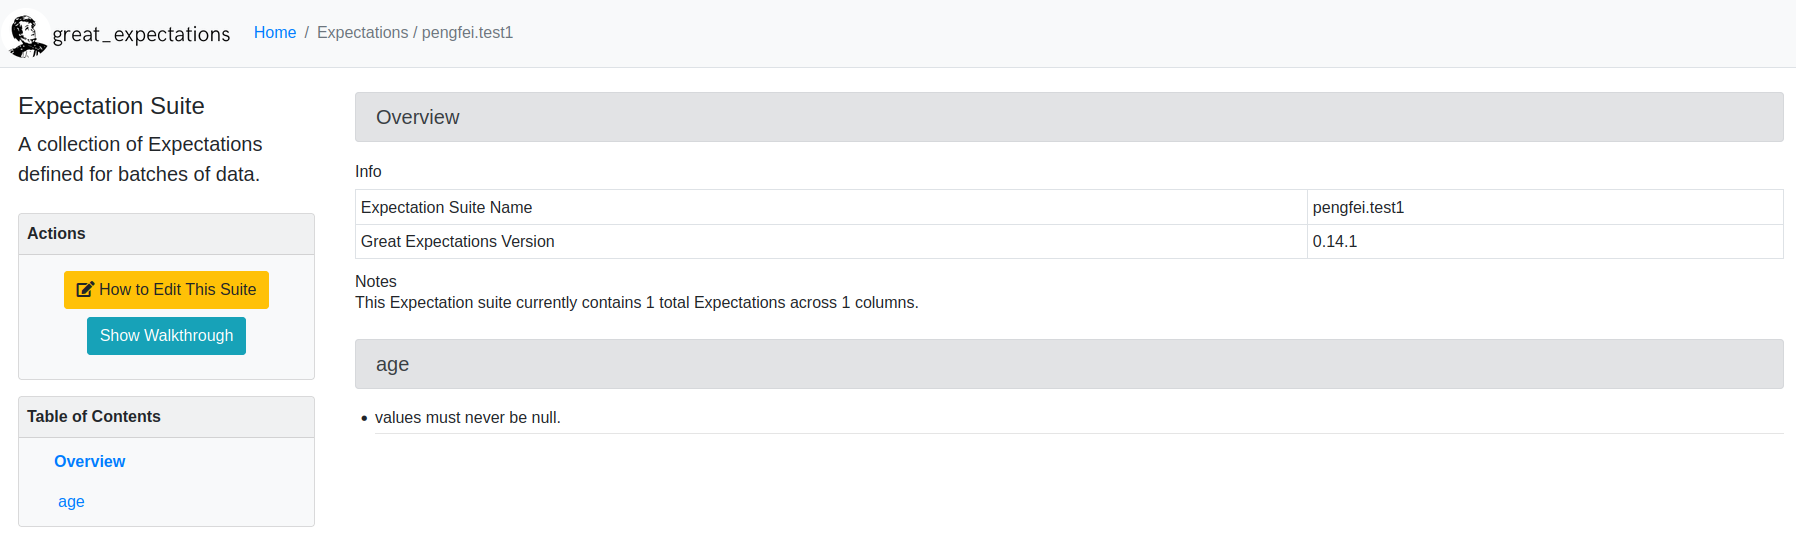 great_expectations
Home / Expectations / pengfei.test1
Expectation Suite
A collection of Expectations
defined for batches of data.
Actions
How to Edit This Suite
Show Walkthrough
Table of Contents
Overview
age
Overview
Info
Expectation Suite Name pengfei.test1
Great Expectations Version 0.14.1
Notes
This Expectation suite currently contains 1 total Expectations across 1 columns.
age
• values must never be null.